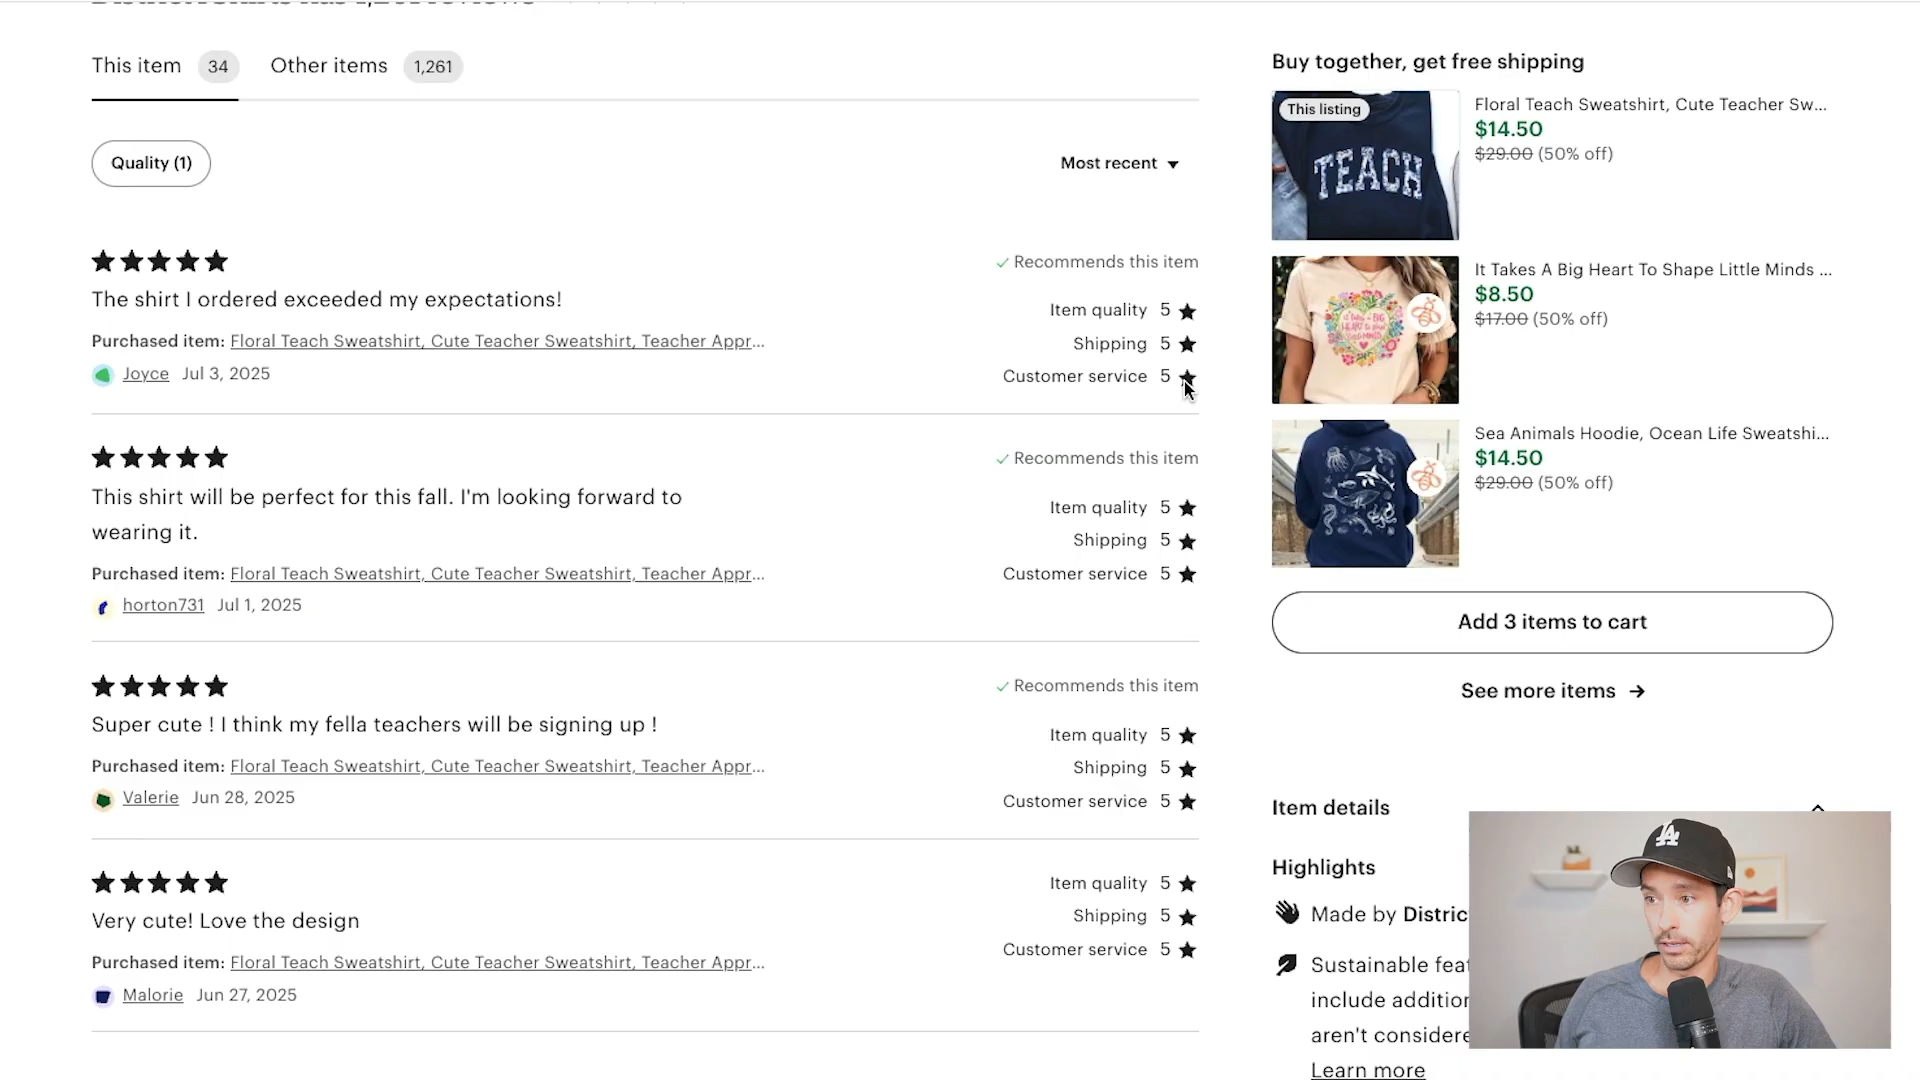 This item 34 Other items 1,261
Quality (1)
Most recent
Recommends this item
The shirt I ordered exceeded my expectations!
Item quality 5
Purchased item: Floral Teach Sweatshirt, Cute Teacher Sweatshirt, Teacher Appr...
Shipping 5
Joyce Jul 3, 2025
Customer service 5
Recommends this item
This shirt will be perfect for this fall. I'm looking forward to
wearing it.
Item quality 5
Shipping 5
Purchased item: Floral Teach Sweatshirt, Cute Teacher Sweatshirt, Teacher Appr...
Customer service 5
horton731 Jul 1, 2025
Recommends this item
Super cute ! I think my fella teachers will be signing up !
Item quality 5
Purchased item: Floral Teach Sweatshirt, Cute Teacher Sweatshirt, Teacher Appr...
Shipping 5
Valerie Jun 28, 2025
Customer service 5
Item quality 5
Very cute! Love the design
Shipping 5
Purchased item: Floral Teach Sweatshirt, Cute Teacher Sweatshirt, Teacher Appr...
Customer service 5
Malorie Jun 27, 2025
Buy together, get free shipping
This listing
TEACH
Floral Teach Sweatshirt, Cute Teacher Sw...
$14.50
$29.00 (50% off)
It Takes A Big Heart To Shape Little Minds ...
$8.50
$17.00 (50% off)
Sea Animals Hoodie, Ocean Life Sweatshi...
$14.50
$29.00 (50% off)
Add 3 items to cart
See more items
Item details
Highlights
Made by Distric
Sustainable fea
include addition
aren't considere
Learn more
LA